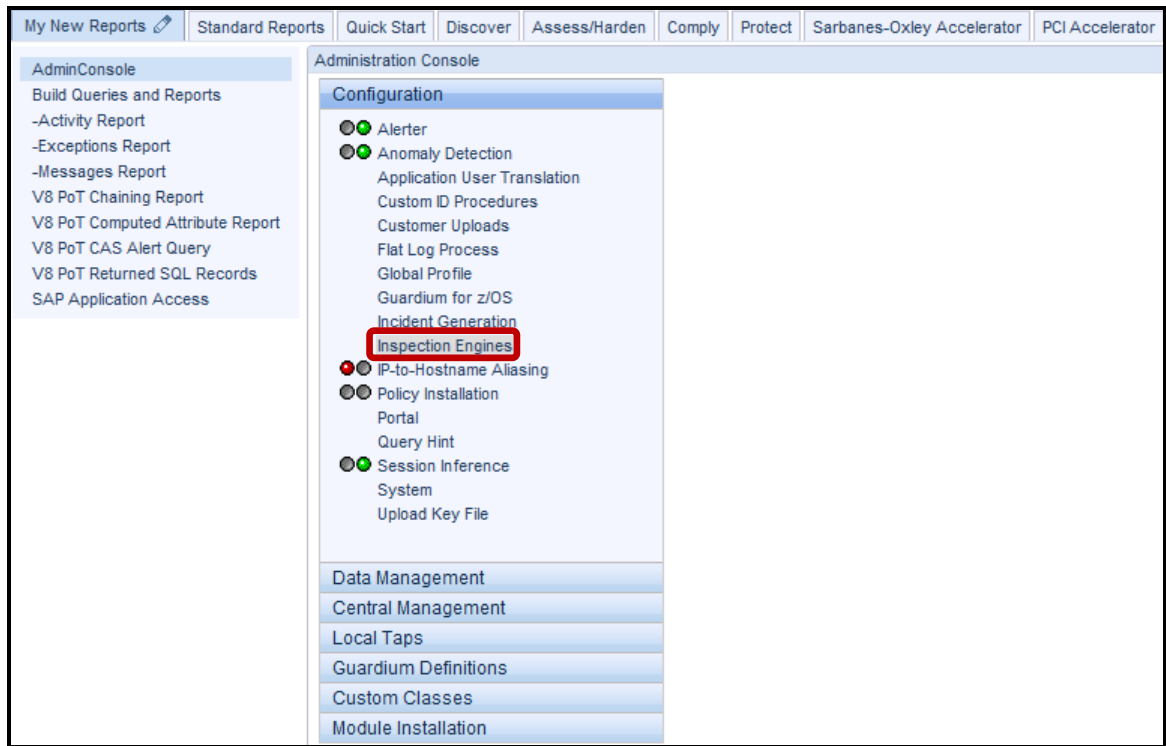 My New Reports Standard Reports Quick Start Discover Assess/Harden Comply Protect Sarbanes-Oxley Accelerator PCI Accelerator
AdminConsole
Build Queries and Reports
-Activity Report
-Exceptions Report
-Messages Report
V8 PoT Chaining Report
V8 PoT Computed Attribute Report
V8 PoT CAS Alert Query
V8 PoT Returned SQL Records
SAP Application Access
Administration Console
Configuration
Alerter
Anomaly Detection
Application User Translation
Custom ID Procedures
Customer Uploads
Flat Log Process
Global Profile
Guardium for z/OS
Incident Generation
Inspection Engines
IP-to-Hostname Aliasing
Policy Installation
Portal
Query Hint
Session Inference
System
Upload Key File
Data Management
Central Management
Local Taps
Guardium Definitions
Custom Classes
Module Installation